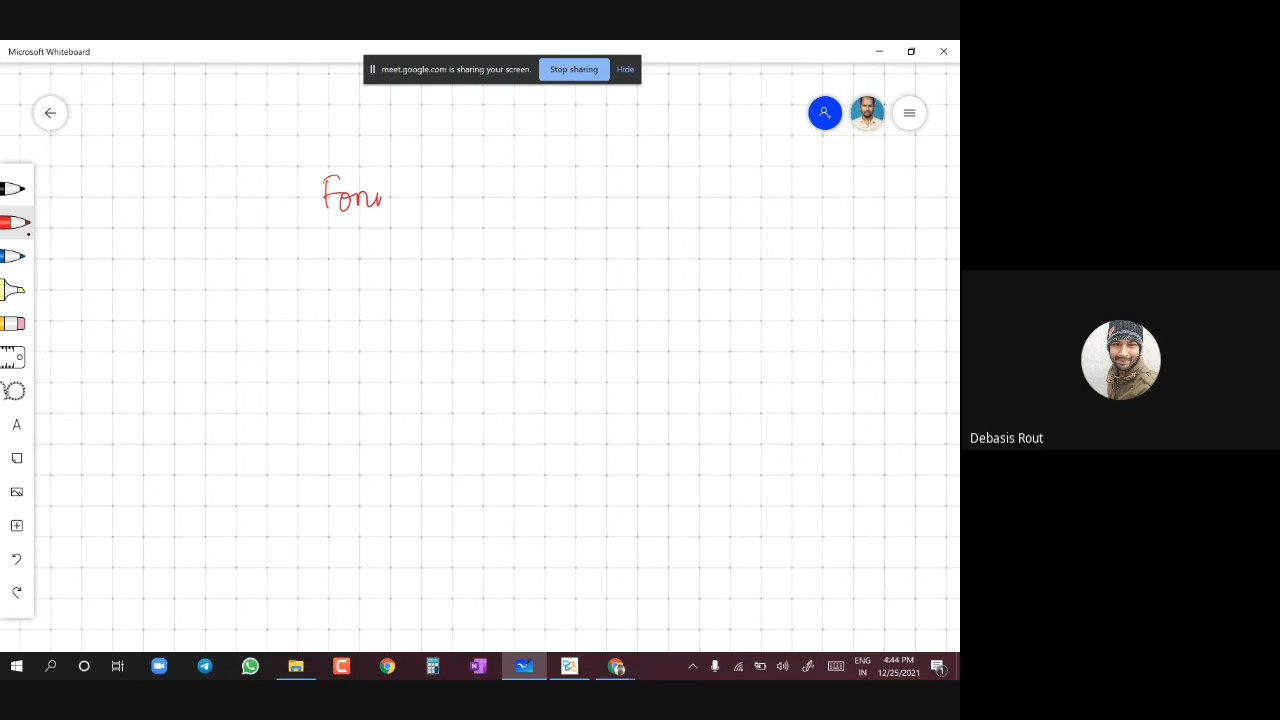 Microsoft Whiteboard
meet.google.com is sharing your screen.
Stop sharing
Hide
Debasis Rout
ENG
IN
4:44 PM
12/25/2021
1